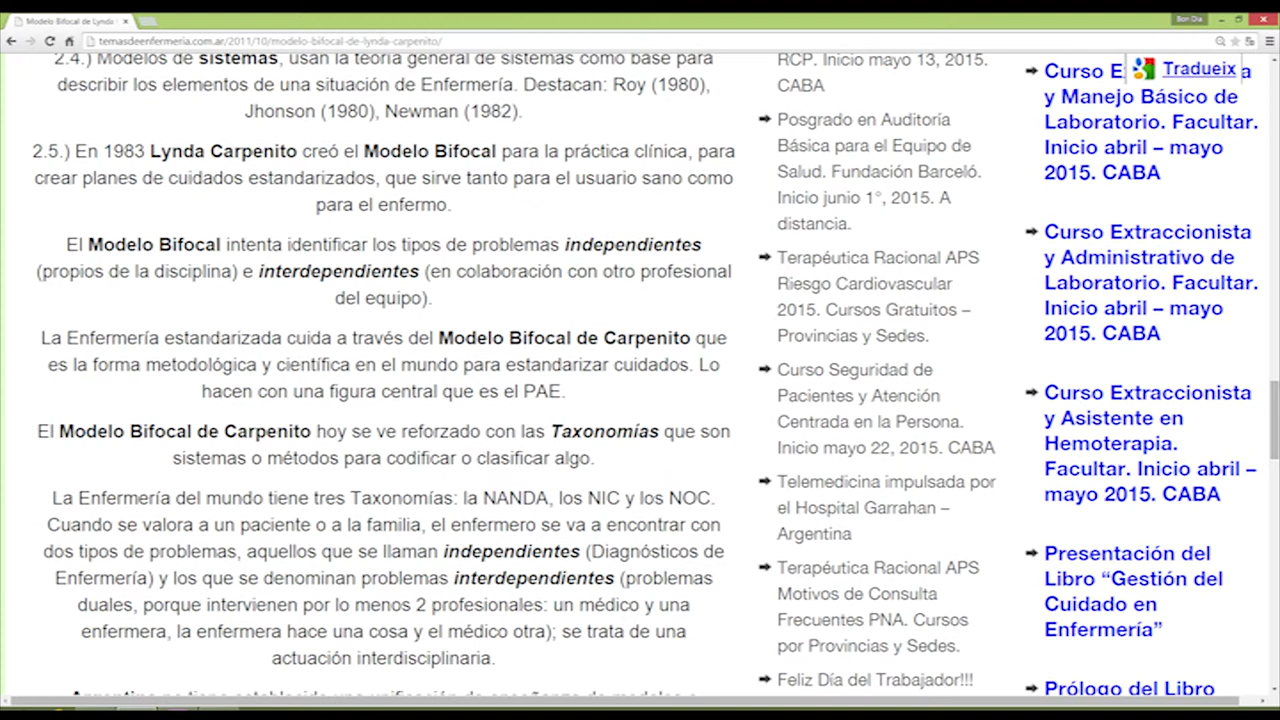 Modelo Bifocal de Lynda
Bon Dia
temasdeenfermeria.com.ar/2011/10/modelo-bifocal-de-lynda-carpenito/
2.4.) Modelos de sistemas, usan la teoría general de sistemas como base para
describir los elementos de una situación de Enfermería. Destacan: Roy (1980),
Jhonson (1980), Newman (1982).
2.5.) En 1983 Lynda Carpenito creó el Modelo Bifocal para la práctica clínica, para
crear planes de cuidados estandarizados, que sirve tanto para el usuario sano como
para el enfermo.
El Modelo Bifocal intenta identificar los tipos de problemas independientes
(propios de la disciplina) e interdependientes (en colaboración con otro profesional
del equipo).
La Enfermería estandarizada cuida a través del Modelo Bifocal de Carpenito que
es la forma metodológica y científica en el mundo para estandarizar cuidados. Lo
hacen con una figura central que es el PAE.
El Modelo Bifocal de Carpenito hoy se ve reforzado con las Taxonomías que son
sistemas o métodos para codificar o clasificar algo.
La Enfermería del mundo tiene tres Taxonomías: la NANDA, los NIC y los NOC.
Cuando se valora a un paciente o a la familia, el enfermero se va a encontrar con
dos tipos de problemas, aquellos que se llaman independientes (Diagnósticos de
Enfermería) y los que se denominan problemas interdependientes (problemas
duales, porque intervienen por lo menos 2 profesionales: un médico y una
enfermera, la enfermera hace una cosa y el médico otra); se trata de una
actuación interdisciplinaria.
RCP. Inicio mayo 13, 2015.
CABA
Posgrado en Auditoría
Básica para el Equipo de
Salud. Fundación Barceló.
Inicio junio 1°, 2015. A
distancia.
Terapéutica Racional APS
Riesgo Cardiovascular
2015. Cursos Gratuitos –
Provincias y Sedes.
Curso Seguridad de
Pacientes y Atención
Centrada en la Persona.
Inicio mayo 22, 2015. CABA
Telemedicina impulsada por
el Hospital Garrahan –
Argentina
Terapéutica Racional APS
Motivos de Consulta
Frecuentes PNA. Cursos
por Provincias y Sedes.
Feliz Día del Trabajador!!!
Tradueix
Curso
y Manejo Básico de
Laboratorio. Facultar.
Inicio abril – mayo
2015. CABA
Curso Extraccionista
y Administrativo de
Laboratorio. Facultar.
Inicio abril – mayo
2015. CABA
Curso Extraccionista
y Asistente en
Hemoterapia.
Facultar. Inicio abril –
mayo 2015. CABA
Presentación del
Libro “Gestión del
Cuidado en
Enfermería”
Prólogo del Libro